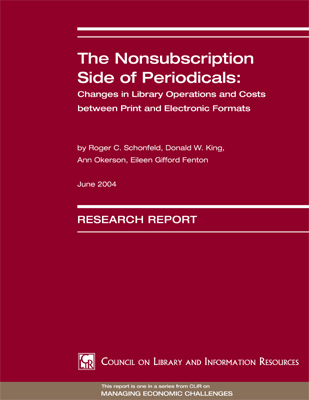 The Nonsubscription
Side of Periodicals:
Changes in Library Operations and Costs
between Print and Electronic Formats
by Roger C. Schonfeld, Donald W. King,
Ann Okerson, Eileen Gifford Fenton
June 2004
RESEARCH REPORT
CLIR
COUNCIL ON LIBRARY AND INFORMATION RESOURCES
This report is one in a series from CLIR on
MANAGING ECONOMIC CHALLENGES